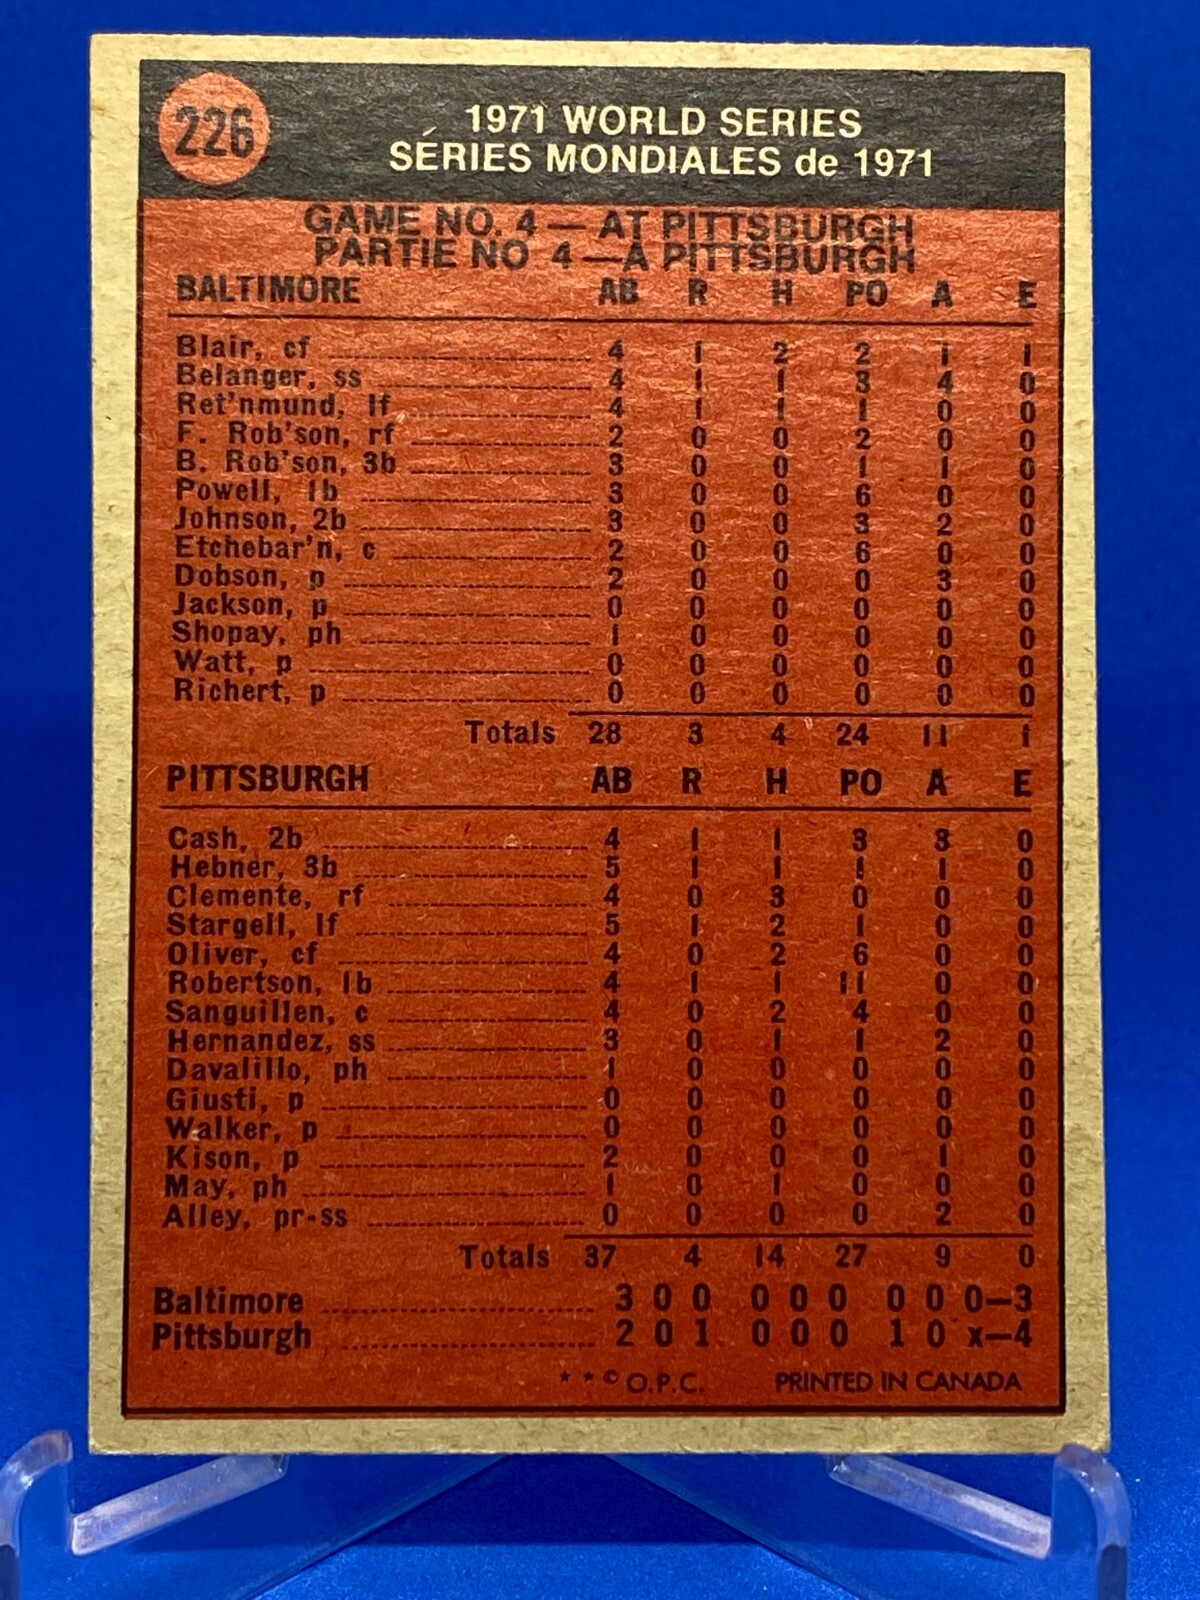 226
1971 WORLD SERIES
SÉRIES MONDIALES de 1971
GAME NO. 4 — AT PITTSBURGH
PARTIE NO 4 — A PITTSBURGH
BALTIMORE AB R H PO A E
Blair, cf 4 1 2 2 1 1
Belanger, ss 4 1 1 3 4 0
Ret'nmund, lf 4 1 1 1 0 0
F. Rob'son, rf 2 0 0 2 0 0
B. Rob'son, 3b 3 0 0 1 1 0
Powell, 1b 3 0 0 6 0 0
Johnson, 2b 3 0 0 3 2 0
Etchebar'n, c 2 0 0 6 0 0
Dobson, p 2 0 0 0 3 0
Jackson, p 0 0 0 0 0 0
Shopay, ph 1 0 0 0 0 0
Watt, p 0 0 0 0 0 0
Richert, p 0 0 0 0 0 0
Totals 28 3 4 24 11 1
PITTSBURGH AB R H PO A E
Cash, 2b 4 1 1 3 3 0
Hebner, 3b 5 1 1 1 1 0
Clemente, rf 4 0 3 0 0 0
Stargell, lf 5 1 2 1 0 0
Oliver, cf 4 0 2 6 0 0
Robertson, 1b 4 1 1 11 0 0
Sanguillen, c 4 0 2 4 0 0
Hernandez, ss 3 0 1 1 2 0
Davalillo, ph 1 0 0 0 0 0
Giusti, p 0 0 0 0 0 0
Walker, p 0 0 0 0 0 0
Kison, p 2 0 0 0 1 0
May, ph 1 0 1 0 0 0
Alley, pr-ss 0 0 0 0 2 0
Totals 37 4 14 27 9 0
Baltimore 3 0 0 0 0 0 0 0 0—3
Pittsburgh 2 0 1 0 0 0 1 0 x—4
* * © O.P.C. PRINTED IN CANADA